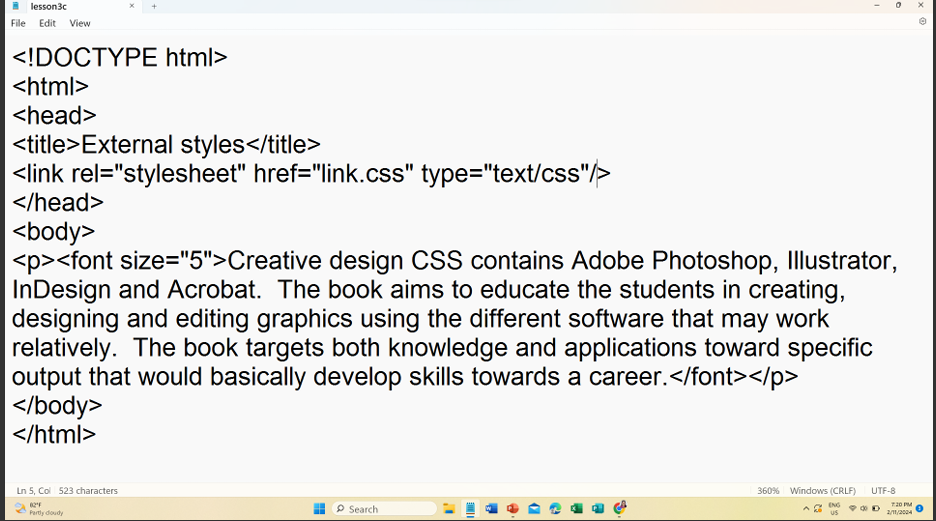 lesson3c
File Edit View
<!DOCTYPE html>
<html>
<head>
<title>External styles</title>
<link rel="stylesheet" href="link.css" type="text/css"/>
</head>
<body>
<p><font size="5">Creative design CSS contains Adobe Photoshop, Illustrator,
InDesign and Acrobat.  The book aims to educate the students in creating,
designing and editing graphics using the different software that may work
relatively.  The book targets both knowledge and applications toward specific
output that would basically develop skills towards a career.</font></p>
</body>
</html>
Ln 5, Col 523 characters 360% Windows (CRLF) UTF-8
82°F
Partly cloudy
Search
ENG
US
7:20 PM
2/11/2024